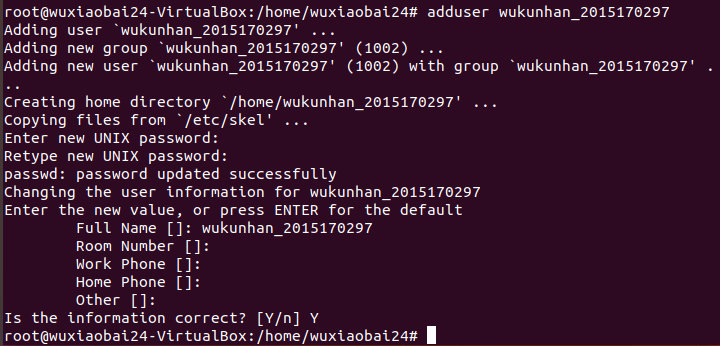 root@wuxiaobai24-VirtualBox:/home/wuxiaobai24# adduser wukunhan_2015170297
Adding user `wukunhan_2015170297' ...
Adding new group `wukunhan_2015170297' (1002) ...
Adding new user `wukunhan_2015170297' (1002) with group `wukunhan_2015170297' .
..
Creating home directory `/home/wukunhan_2015170297' ...
Copying files from `/etc/skel' ...
Enter new UNIX password:
Retype new UNIX password:
passwd: password updated successfully
Changing the user information for wukunhan_2015170297
Enter the new value, or press ENTER for the default
Full Name []: wukunhan_2015170297
Room Number []:
Work Phone []:
Home Phone []:
Other []:
Is the information correct? [Y/n] Y
root@wuxiaobai24-VirtualBox:/home/wuxiaobai24#